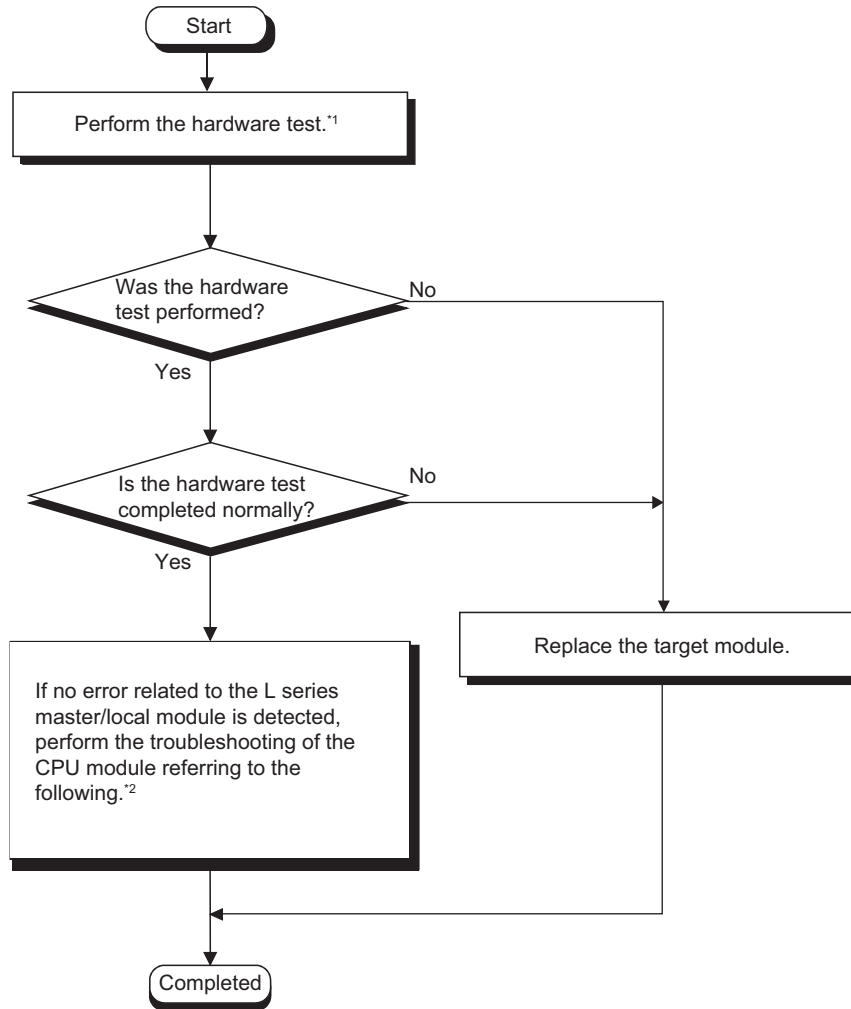 Start
Perform the hardware test.*1
Was the hardware
test performed?
No
Yes
Is the hardware test
completed normally?
No
Yes
Replace the target module.
If no error related to the L series
master/local module is detected,
perform the troubleshooting of the
CPU module referring to the
following.*2
Completed